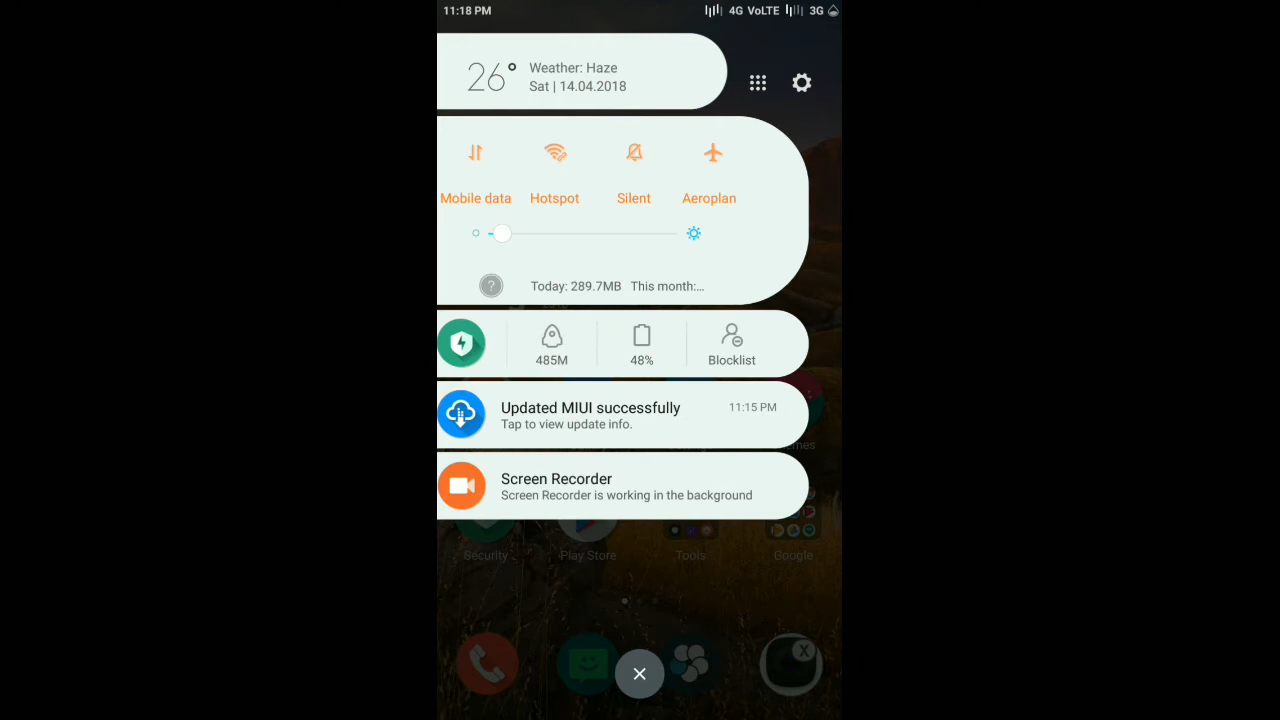 11:18 PM 4G VoLTE 3G
26° Weather: Haze
Sat | 14.04.2018
Mobile data Hotspot Silent Aeroplan
? Today: 289.7MB This month:...
485M 48% Blocklist
Updated MIUI successfully 11:15 PM
Tap to view update info.
Screen Recorder
Screen Recorder is working in the background
Security Play Store Tools Google
X